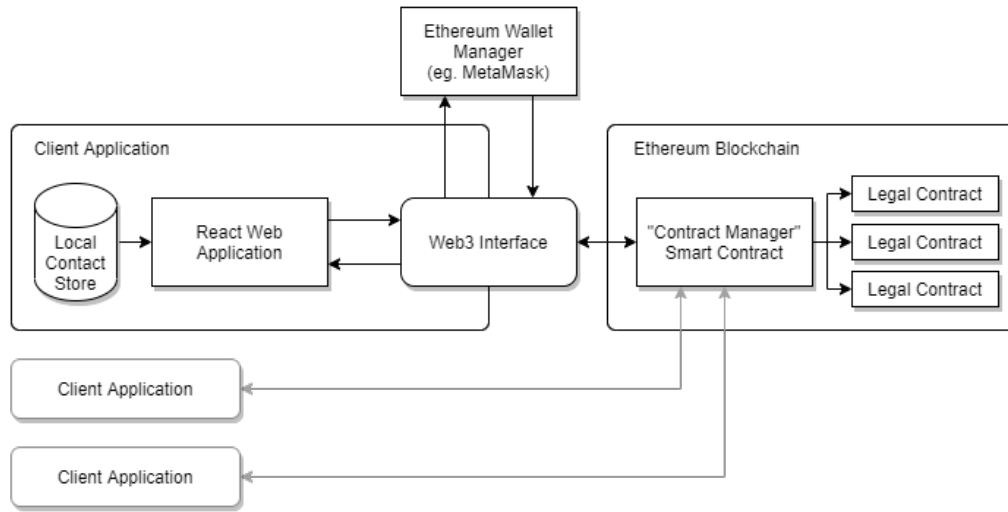 Ethereum Wallet
Manager
(eg. MetaMask)
Client Application
Ethereum Blockchain
Local
Contact
Store
React Web
Application
Web3 Interface
"Contract Manager"
Smart Contract
Legal Contract
Legal Contract
Legal Contract
Client Application
Client Application